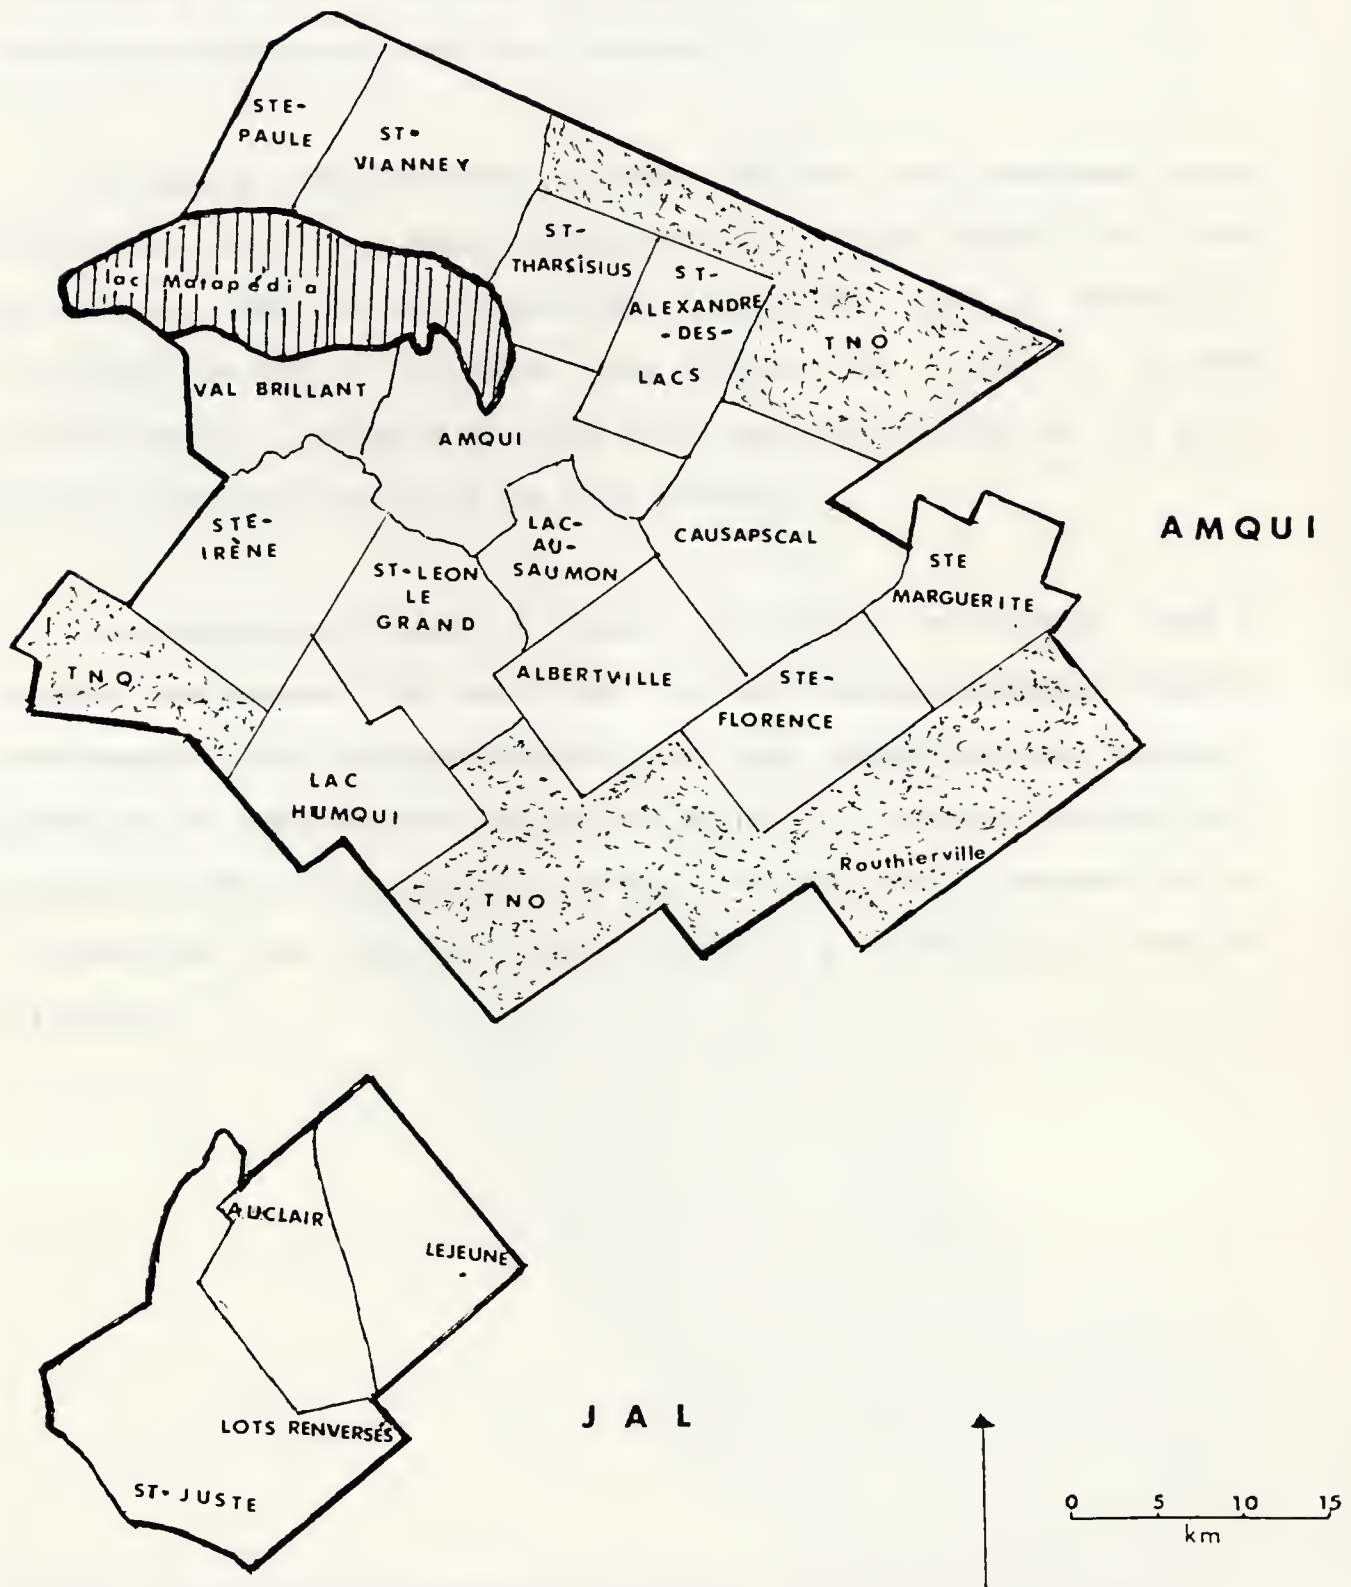 STE-
PAULE
ST-
VIANNEY
ST-
THARSISIUS
ST-
ALEXANDRE
-DES-
LACS
TNO
lac Matapédia
VAL BRILLANT
AMQUI
STE-
IRÈNE
LAC-
AU-
SAUMON
CAUSAPSCAL
STE
MARGUERITE
AMQUI
ST-LEON
LE
GRAND
TNO
ALBERTVILLE
STE-
FLORENCE
LAC
HUMQUI
TNO
Routhierville
AUCLAIR
LEJEUNE
LOTS RENVERSÉS
ST-JUSTE
JAL
0 5 10 15
km